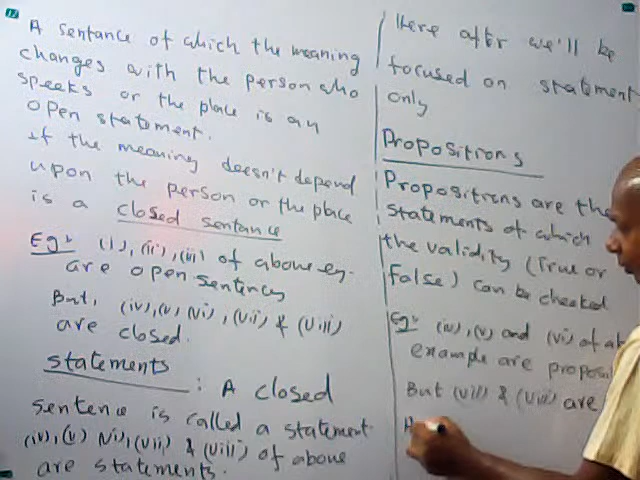 A sentance of which the meaning
changes with the person who
speeks or the place is an
open statement.
if the meaning doesn't depend
upon the person or the place
is a closed sentance
Eg: (i), (ii), (iii) of above eg.
are open sentences
But, (iv), (v), (vi), (vii) & (viii)
are closed.
statements : A closed
sentence is called a statement.
(iv), (v) (vi), (vii) & (viii) of above
are statements.
Here after we'll be
focused on statement
only
Propositions
Propositions are the
statements of which
the validity (True or
False) can be checked
Eg: (iv), (v) and (vi) of
example are
But (vii) & (viii) are